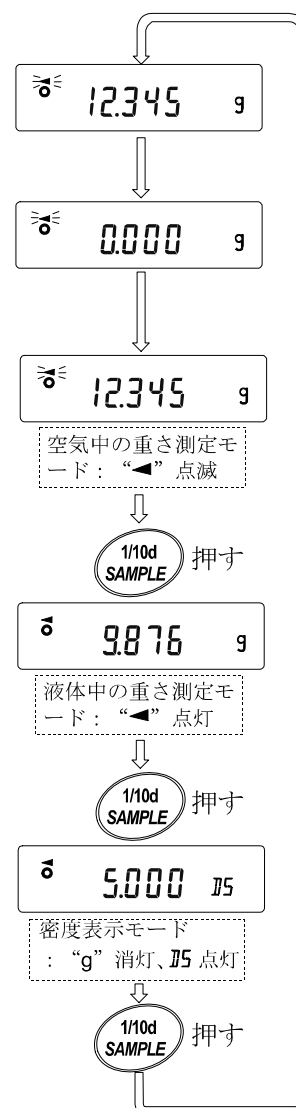 12.345 g
0.000 g
12.345 g
空気中の重さ測定モ
ード： “◀” 点滅
1/10d
SAMPLE
押す
9.876 g
液体中の重さ測定モ
ード： “◀” 点灯
1/10d
SAMPLE
押す
5.000 DS
密度表示モード
： “g” 消灯、DS 点灯
1/10d
SAMPLE
押す